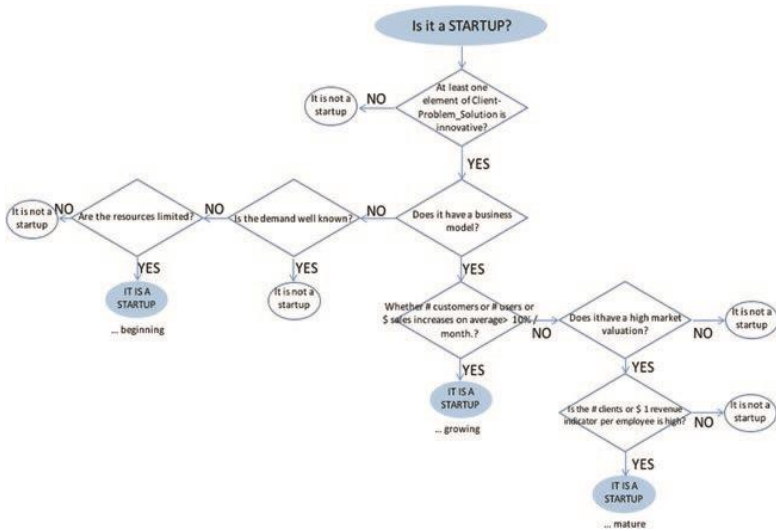 Is it a STARTUP?
At least one
element of Client-
Problem_Solution is
innovative?
NO
It is not a
startup
YES
Does it have a business
model?
NO
Is the demand well known?
NO
Are the resources limited?
NO
It is not a
startup
YES
IT IS A
STARTUP
... beginning
YES
It is not a
startup
YES
Whether # customers or # users or
$ sales increases on average> 10% /
month.?
NO
Does ithave a high market
valuation?
NO
It is not a
startup
YES
IT IS A
STARTUP
... growing
YES
Is the # clients or $ 1 revenue
indicator per employee is high?
NO
It is not a
startup
YES
IT IS A
STARTUP
... mature